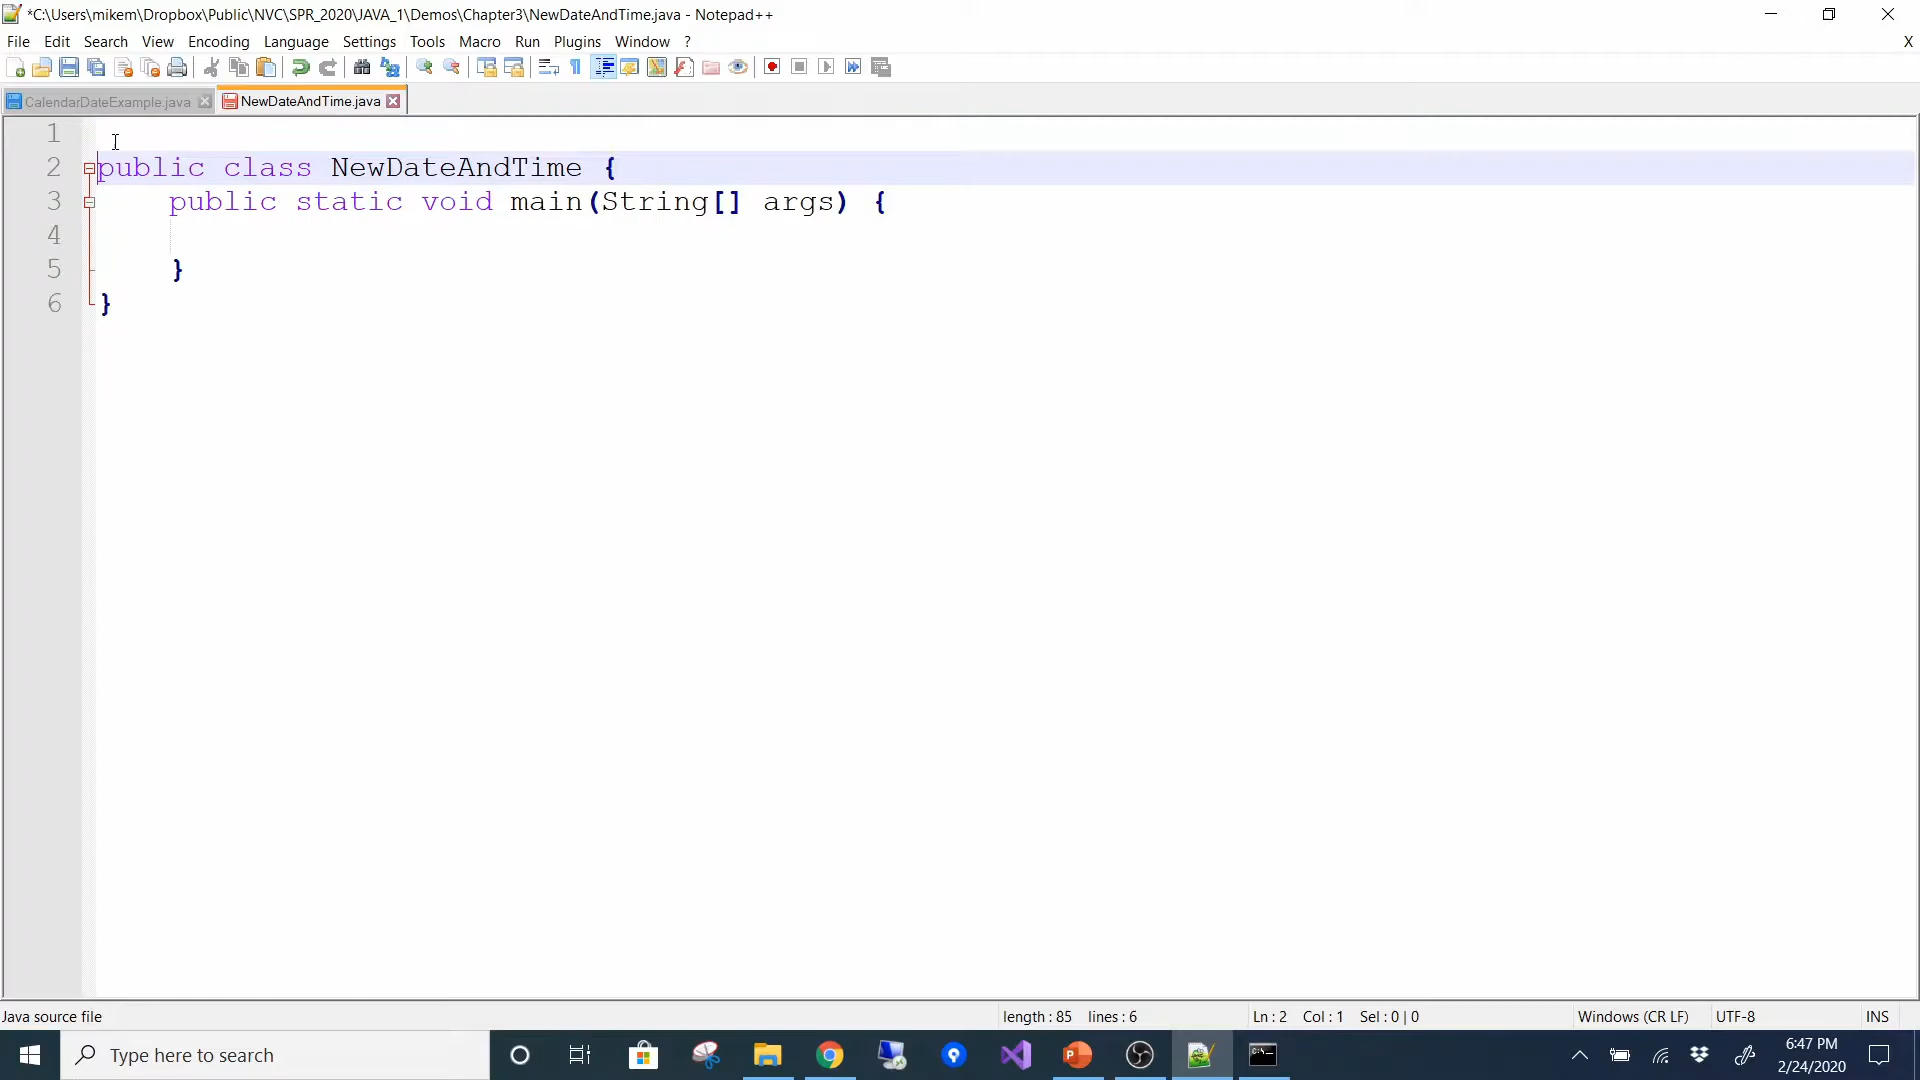 *C:\Users\mikem\Dropbox\Public\NVC\SPR_2020\JAVA_1\Demos\Chapter3\NewDateAndTime.java - Notepad++
File Edit Search View Encoding Language Settings Tools Macro Run Plugins Window ? X
CalendarDateExample.java NewDateAndTime.java
1
2 public class NewDateAndTime {
3 public static void main(String[] args) {
4
5 }
6 }
Java source file length : 85 lines : 6 Ln : 2 Col : 1 Sel : 0 | 0 Windows (CR LF) UTF-8 INS
Type here to search 6:47 PM
2/24/2020